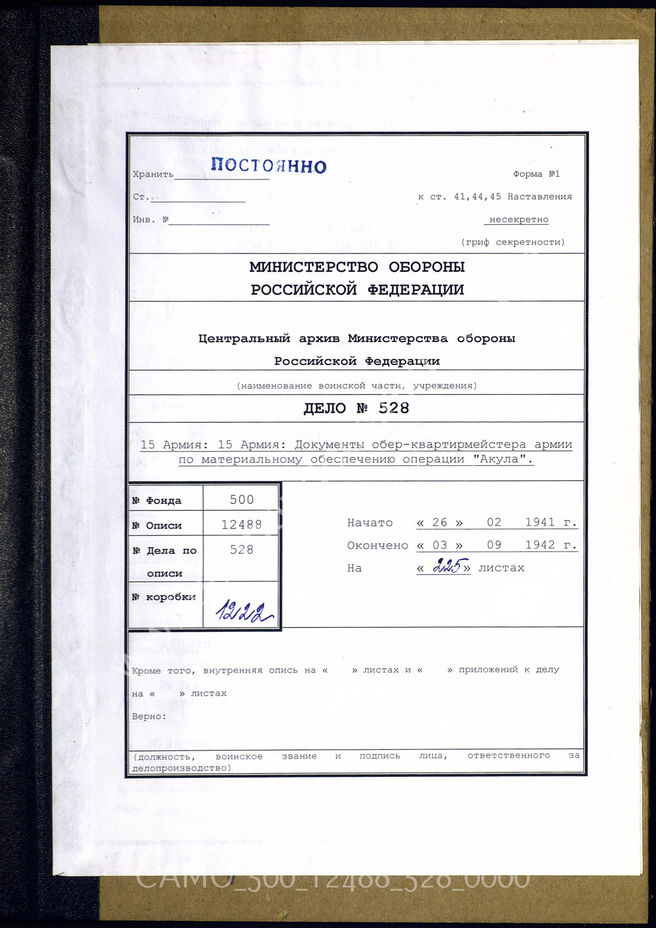 Хранить ПОСТОЯННО Форма №1
Ст. к ст. 41,44,45 Наставления
Инв. № несекретно
(гриф секретности)
МИНИСТЕРСТВО ОБОРОНЫ
РОССИЙСКОЙ ФЕДЕРАЦИИ
Центральный архив Министерства обороны
Российской Федерации
(наименование воинской части, учреждения)
ДЕЛО № 528
15 Армия: 15 Армия: Документы обер-квартирмейстера армии
по материальному обеспечению операции "Акула".
№ Фонда 500
№ Описи 12488
№ Дела по 528
описи
№ коробки 1222
Начато « 26 » 02 1941 г.
Окончено « 03 » 09 1942 г.
На « 225» листах
Кроме того, внутренняя опись на « » листах и « » приложений к делу
на « » листах
Верно:
(должность, воинское звание и подпись лица, ответственного за
делопроизводство)
CAMO_500_12488_528_0000